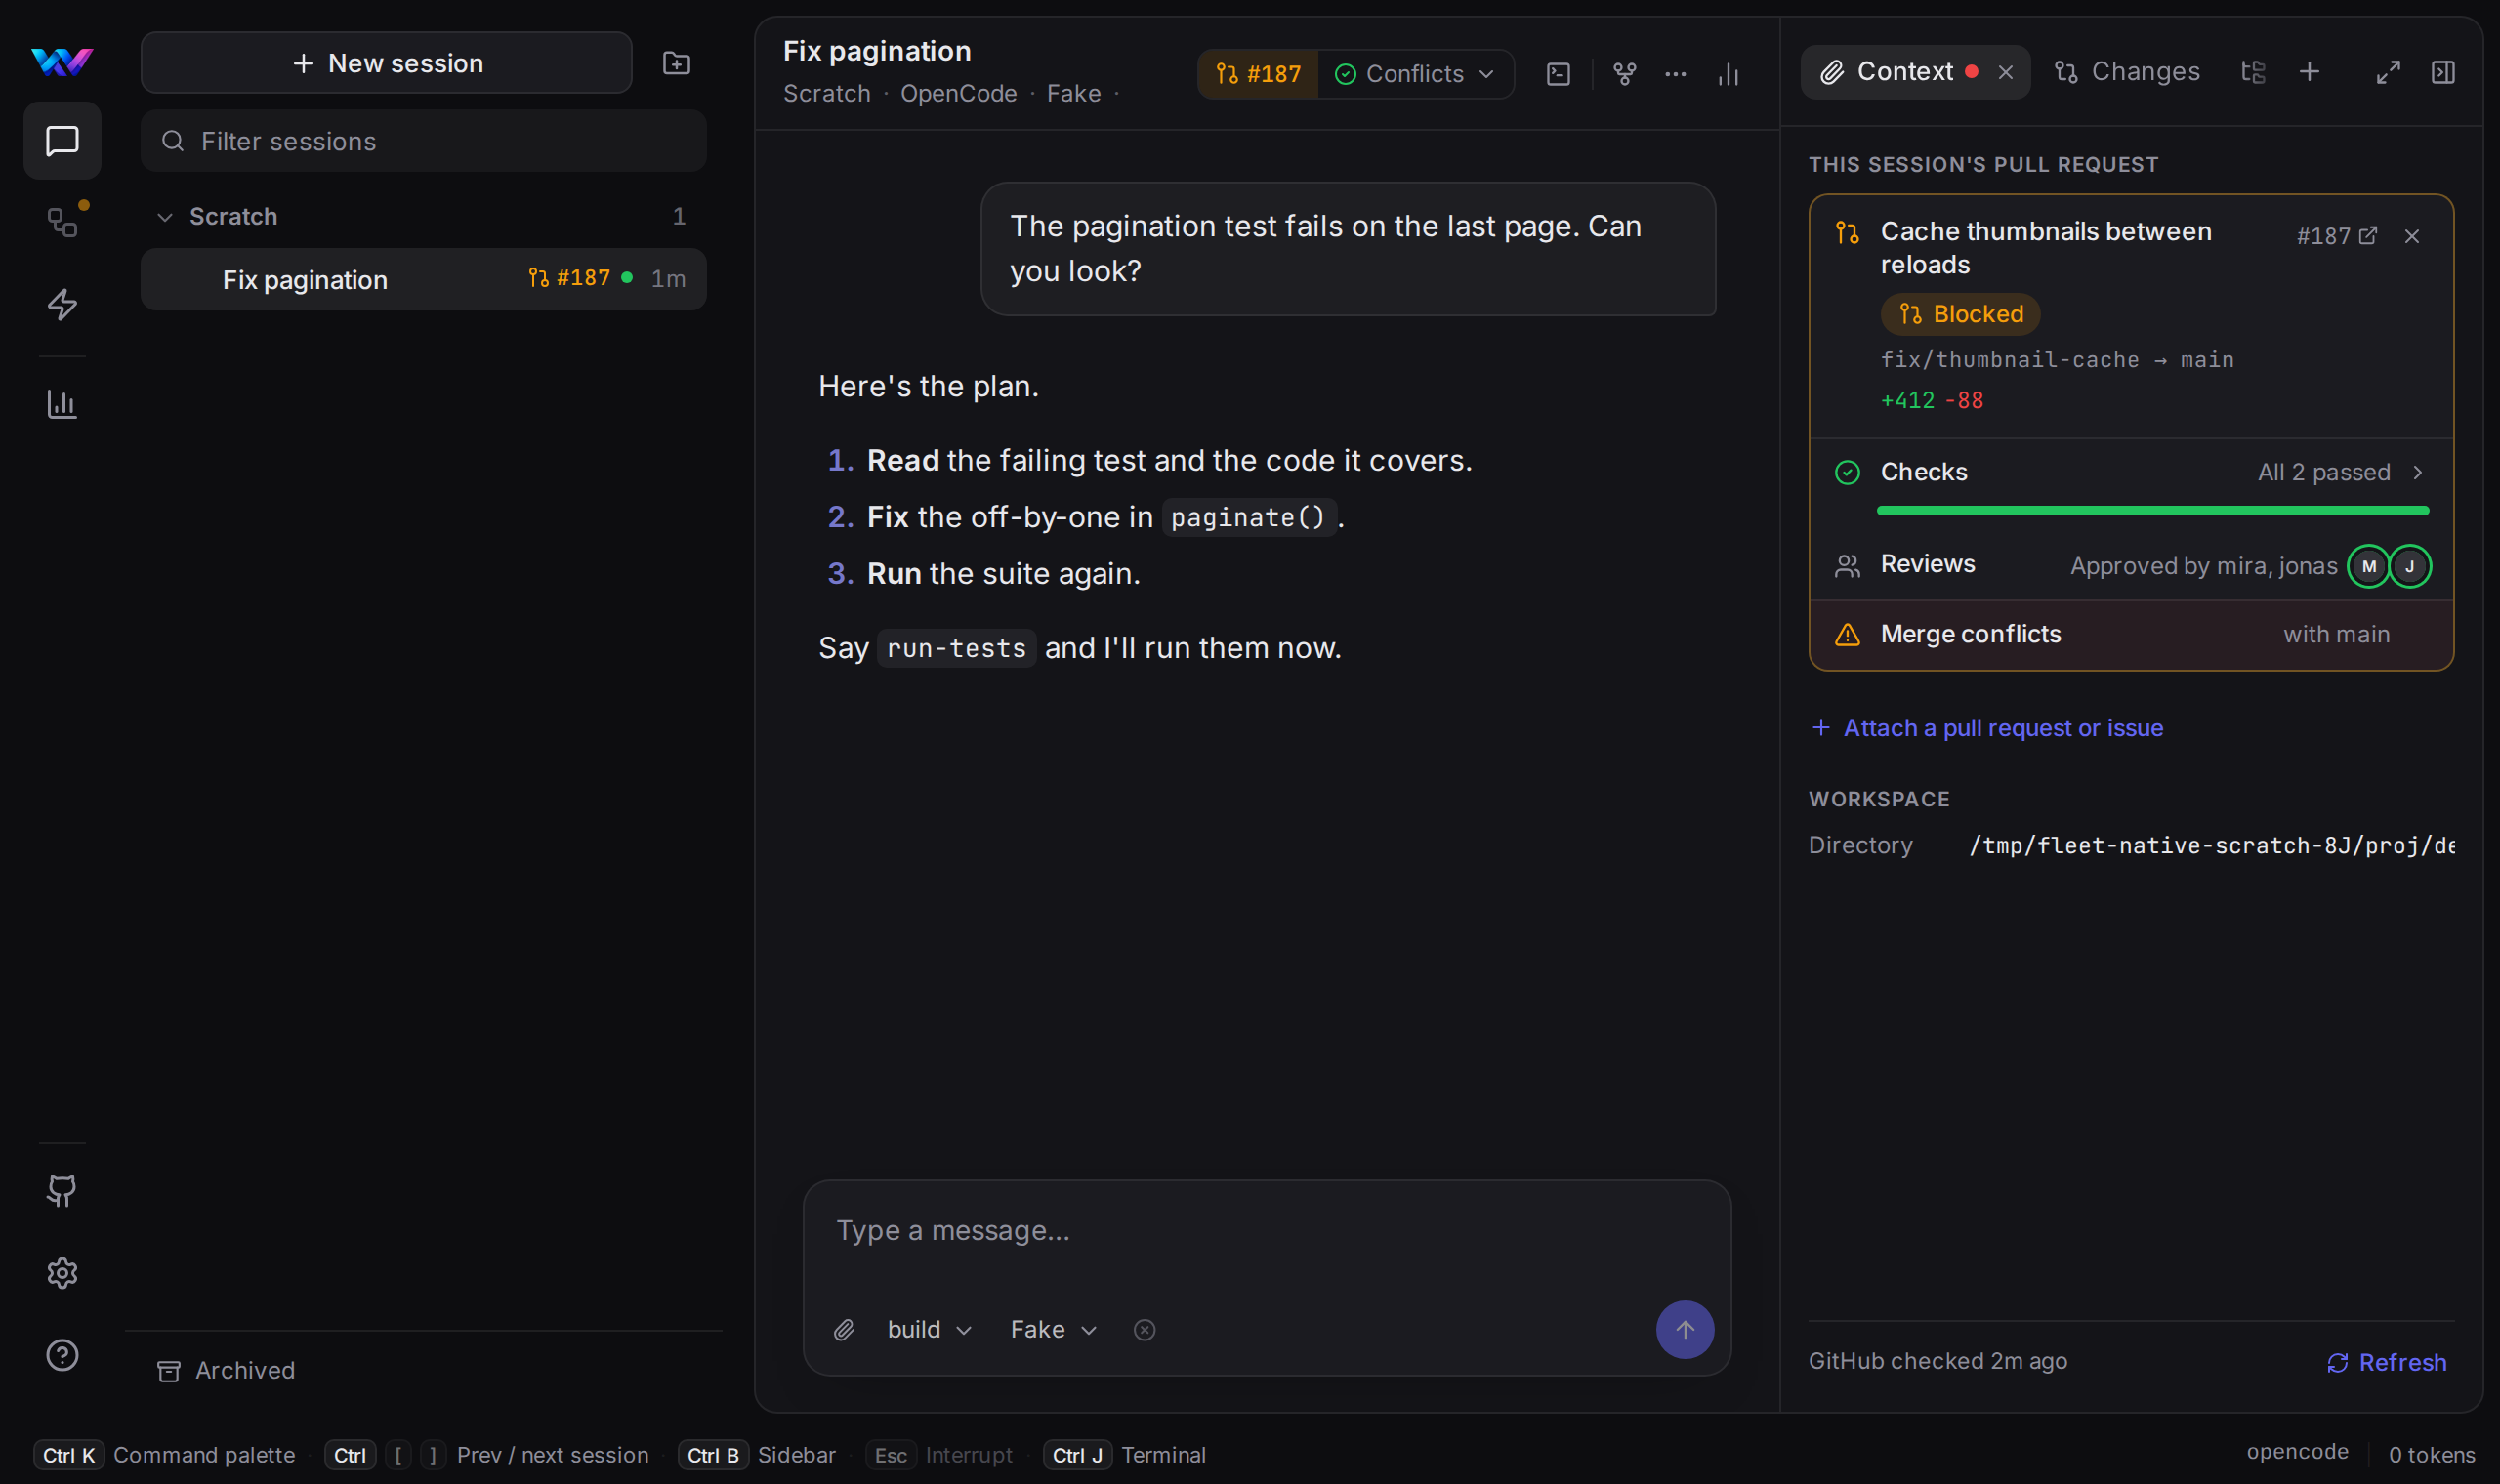 New session
Filter sessions
Scratch 1
Fix pagination #187 1m
Archived
Fix pagination
Scratch · OpenCode · Fake ·
#187 Conflicts
The pagination test fails on the last page. Can
you look?
Here's the plan.
1. Read the failing test and the code it covers.
2. Fix the off-by-one in paginate().
3. Run the suite again.
Say run-tests and I'll run them now.
Type a message...
build Fake
Context Changes
THIS SESSION'S PULL REQUEST
Cache thumbnails between #187
reloads
Blocked
fix/thumbnail-cache → main
+412 -88
Checks All 2 passed
Reviews Approved by mira, jonas M J
Merge conflicts with main
+ Attach a pull request or issue
WORKSPACE
Directory /tmp/fleet-native-scratch-8J/proj/de
GitHub checked 2m ago Refresh
Ctrl K Command palette · Ctrl [ ] Prev / next session · Ctrl B Sidebar · Esc Interrupt · Ctrl J Terminal
opencode 0 tokens